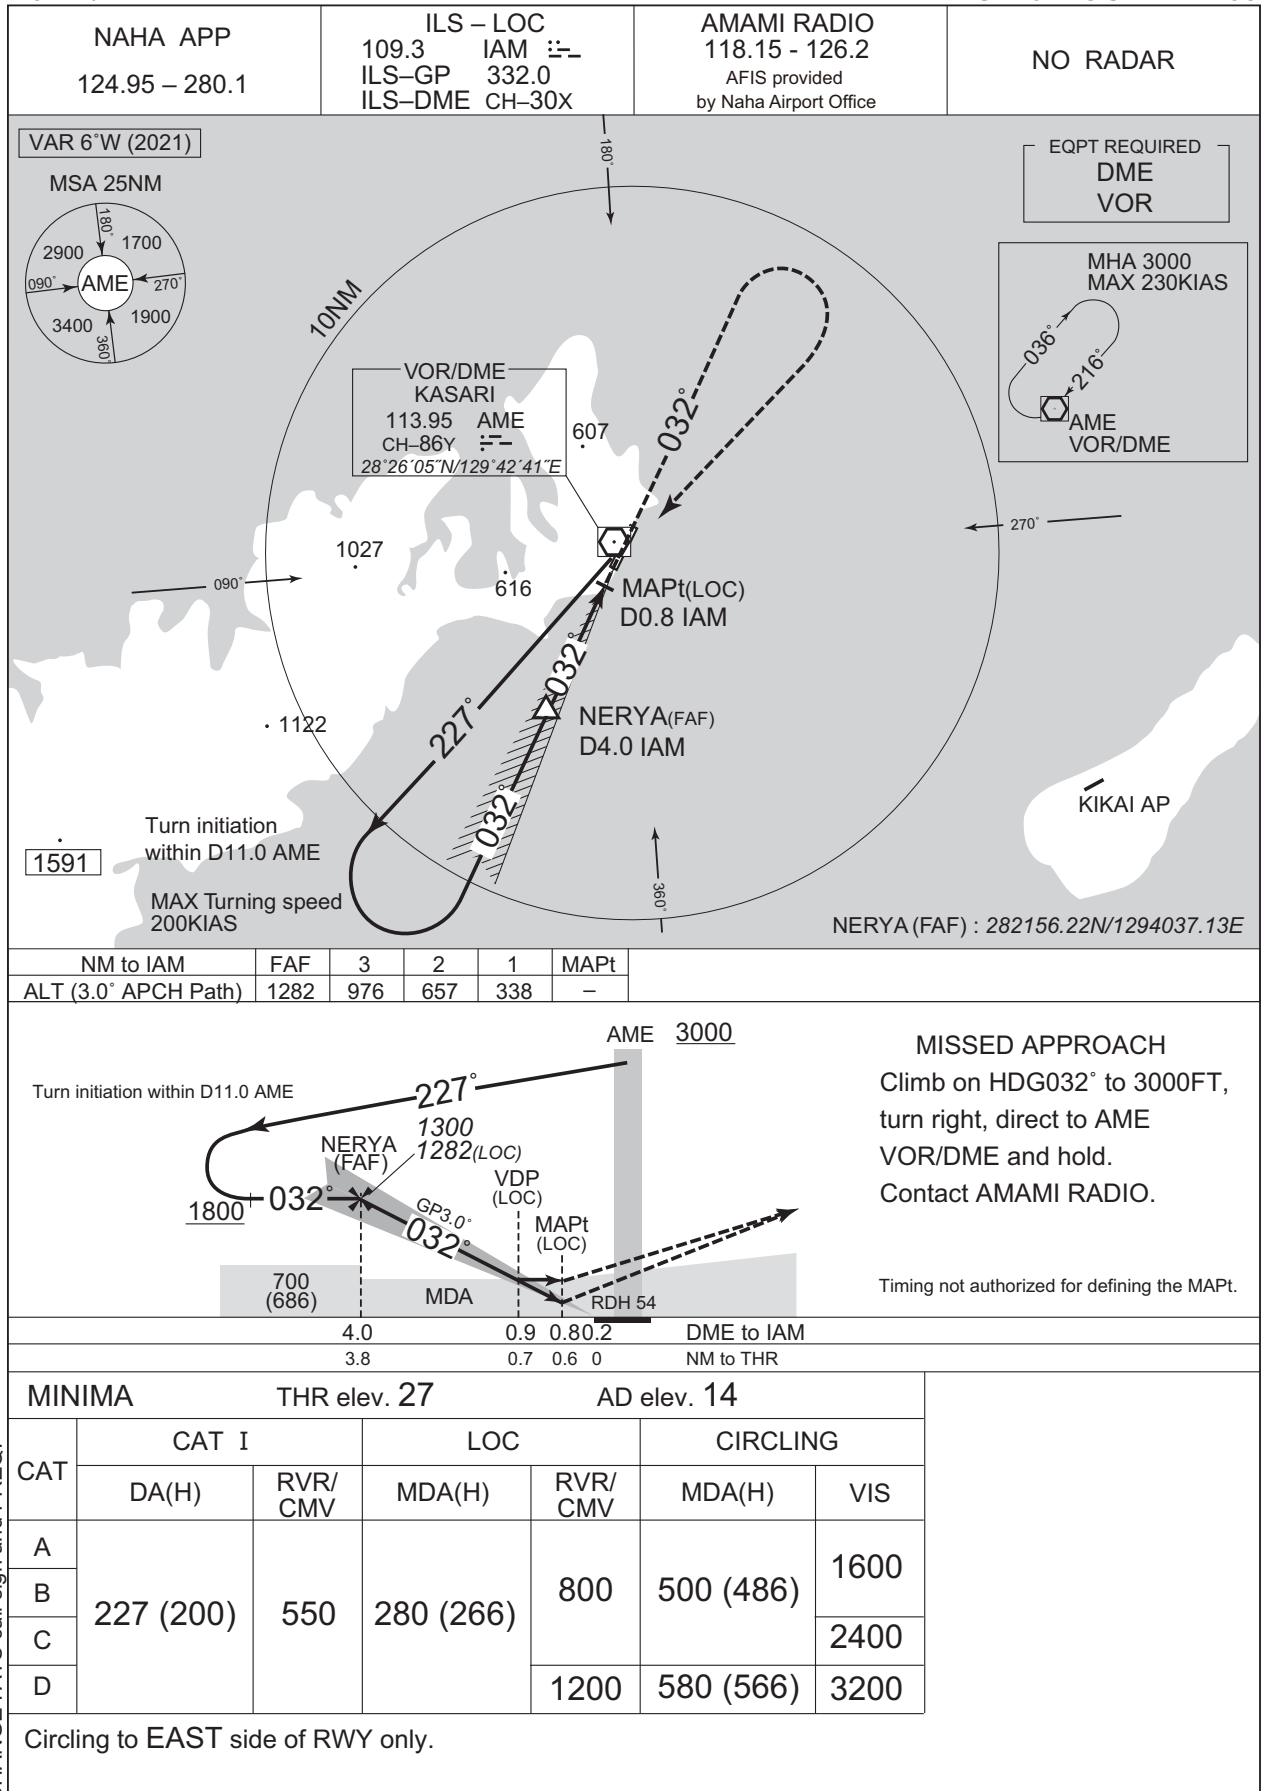 NAHA APP
124.95 – 280.1
ILS – LOC
109.3 IAM
ILS–GP 332.0
ILS–DME CH–30X
AMAMI RADIO
118.15 - 126.2
AFIS provided
by Naha Airport Office
NO RADAR
VAR 6°W (2021)
MSA 25NM
180°
2900
1700
090°
AME
270°
3400
1900
360°
180°
EQPT REQUIRED
DME
VOR
MHA 3000
MAX 230KIAS
036°
216°
AME
VOR/DME
10NM
VOR/DME
KASARI
113.95 AME
CH–86Y
28°26´05˝N/129°42´41˝E
607
032°
270°
1027
616
090°
MAPt(LOC)
D0.8 IAM
032°
NERYA(FAF)
D4.0 IAM
227°
1122
032°
KIKAI AP
1591
Turn initiation
within D11.0 AME
MAX Turning speed
200KIAS
360°
NERYA (FAF) : 282156.22N/1294037.13E
NM to IAM FAF 3 2 1 MAPt
ALT (3.0° APCH Path) 1282 976 657 338 –
AME 3000
Turn initiation within D11.0 AME
227°
NERYA
(FAF)
1300
1282(LOC)
VDP
(LOC)
1800
032°
GP3.0°
032°
MAPt
(LOC)
700
(686)
MDA
RDH 54
4.0 0.9 0.8 0.2 DME to IAM
3.8 0.7 0.6 0 NM to THR
MISSED APPROACH
Climb on HDG032° to 3000FT,
turn right, direct to AME
VOR/DME and hold.
Contact AMAMI RADIO.
Timing not authorized for defining the MAPt.
MINIMA THR elev. 27 AD elev. 14
CAT CAT I LOC CIRCLING
DA(H) RVR/CMV MDA(H) RVR/CMV MDA(H) VIS
A
B
C
D
227 (200) 550 280 (266) 800 500 (486) 1600
2400
1200 580 (566) 3200
Circling to EAST side of RWY only.